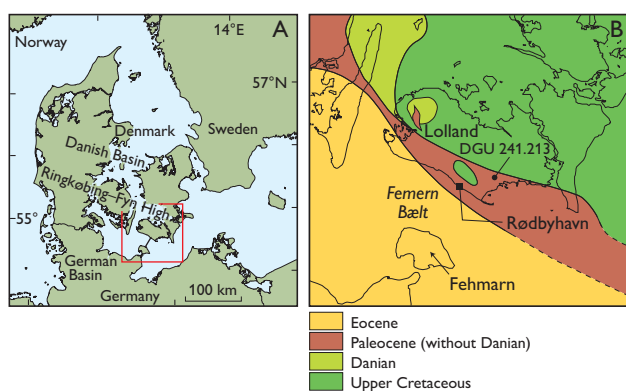 Norway
14°E
A
57°N
Denmark
Sweden
Danish Basin
Ringkøbing–Fyn High
55°
German
Basin
Germany
100 km
B
Lolland
DGU 241.213
Femern
Bælt
Rødbyhavn
Fehmarn
Eocene
Paleocene (without Danian)
Danian
Upper Cretaceous